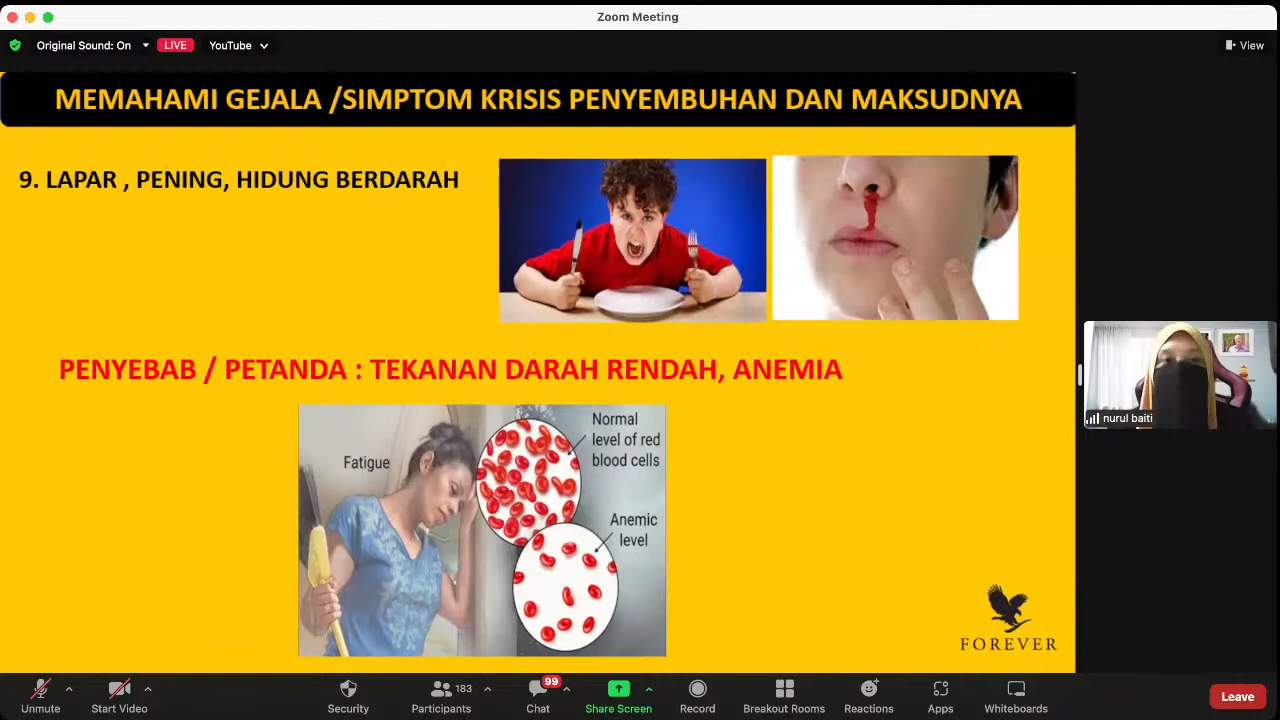 Zoom Meeting
Original Sound: On
LIVE
YouTube
View
MEMAHAMI GEJALA /SIMPTOM KRISIS PENYEMBUHAN DAN MAKSUDNYA
9. LAPAR , PENING, HIDUNG BERDARAH
PENYEBAB / PETANDA : TEKANAN DARAH RENDAH, ANEMIA
Fatigue
Normal
level of red
blood cells
Anemic
level
FOREVER
nurul baiti
Unmute
Start Video
Security
183
Participants
99
Chat
Share Screen
Record
Breakout Rooms
Reactions
Apps
Whiteboards
Leave